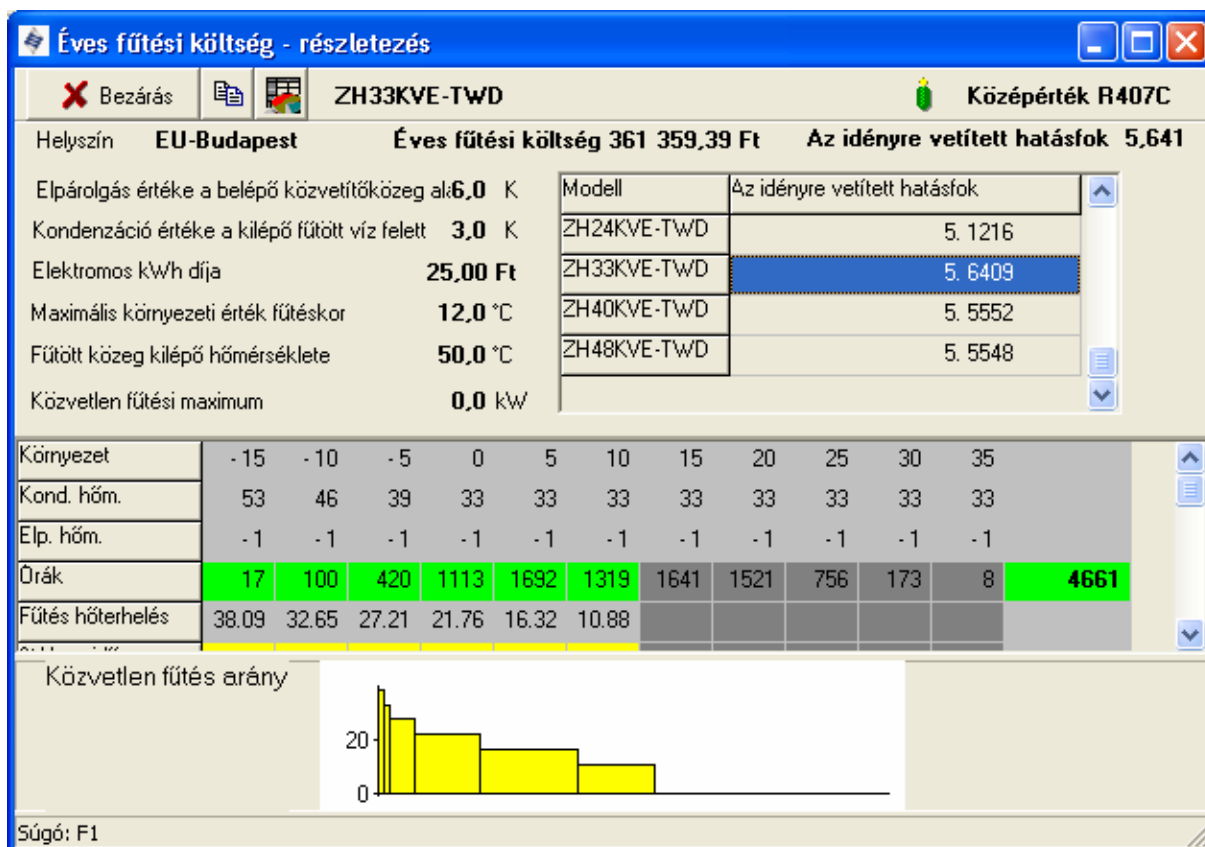 Éves fűtési költség - részletezés
Bezárás ZH33KVE-TWD Középérték R407C
Helyszín EU-Budapest Éves fűtési költség 361 359,39 Ft Az idényre vetített hatásfok 5,641
Elpárolgás értéke a belépő közvetítőközeg ala 6,0 K
Kondenzáció értéke a kilépő fűtött víz felett 3,0 K
Elektromos kWh díja 25,00 Ft
Maximális környezeti érték fűtéskor 12,0 °C
Fűtött közeg kilépő hőmérséklete 50,0 °C
Közvetlen fűtési maximum 0,0 kW
Modell Az idényre vetített hatásfok
ZH24KVE-TWD 5. 1216
ZH33KVE-TWD 5. 6409
ZH40KVE-TWD 5. 5552
ZH48KVE-TWD 5. 5548
Környezet - 15 - 10 - 5 0 5 10 15 20 25 30 35
Kond. hőm. 53 46 39 33 33 33 33 33 33 33 33
Elp. hőm. - 1 - 1 - 1 - 1 - 1 - 1 - 1 - 1 - 1 - 1 - 1
Órák 17 100 420 1113 1692 1319 1641 1521 756 173 8 4661
Fűtés hőterhelés 38.09 32.65 27.21 21.76 16.32 10.88
Közvetlen fűtés arány
20
0
Súgó: F1